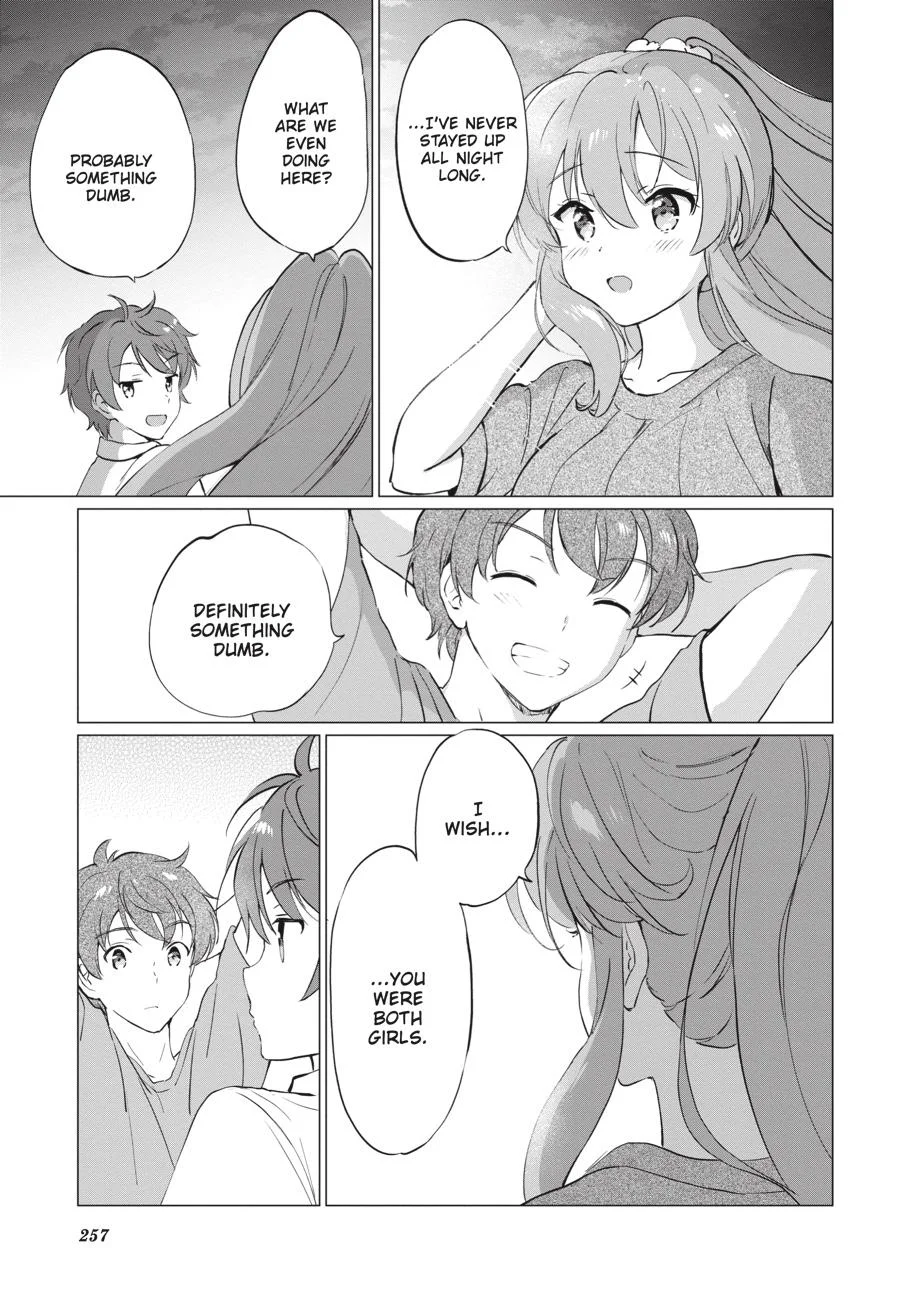 ...I'VE NEVER
STAYED UP
ALL NIGHT
LONG.
WHAT
ARE WE
EVEN
DOING
HERE?
PROBABLY
SOMETHING
DUMB.
DEFINITELY
SOMETHING
DUMB.
I
WISH...
...YOU
WERE
BOTH
GIRLS.
257